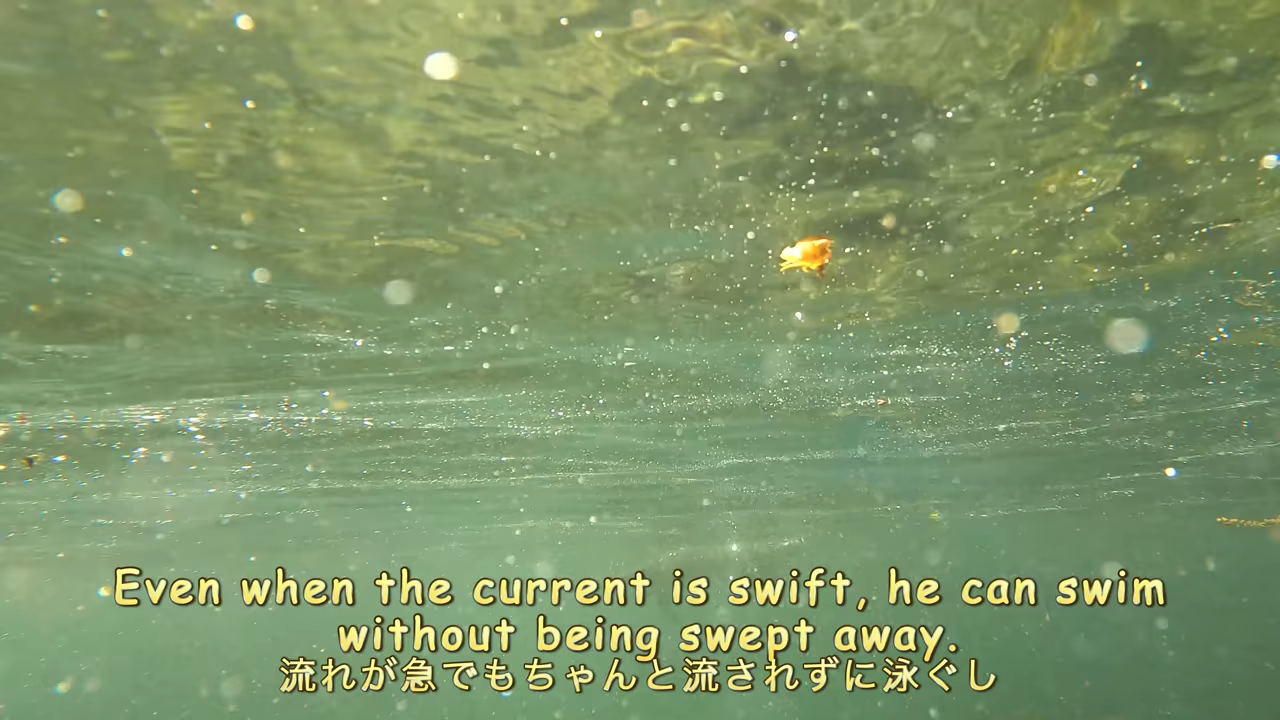 Even when the current is swift, he can swim
without being swept away.
流れが急でもちゃんと流されずに泳ぐし